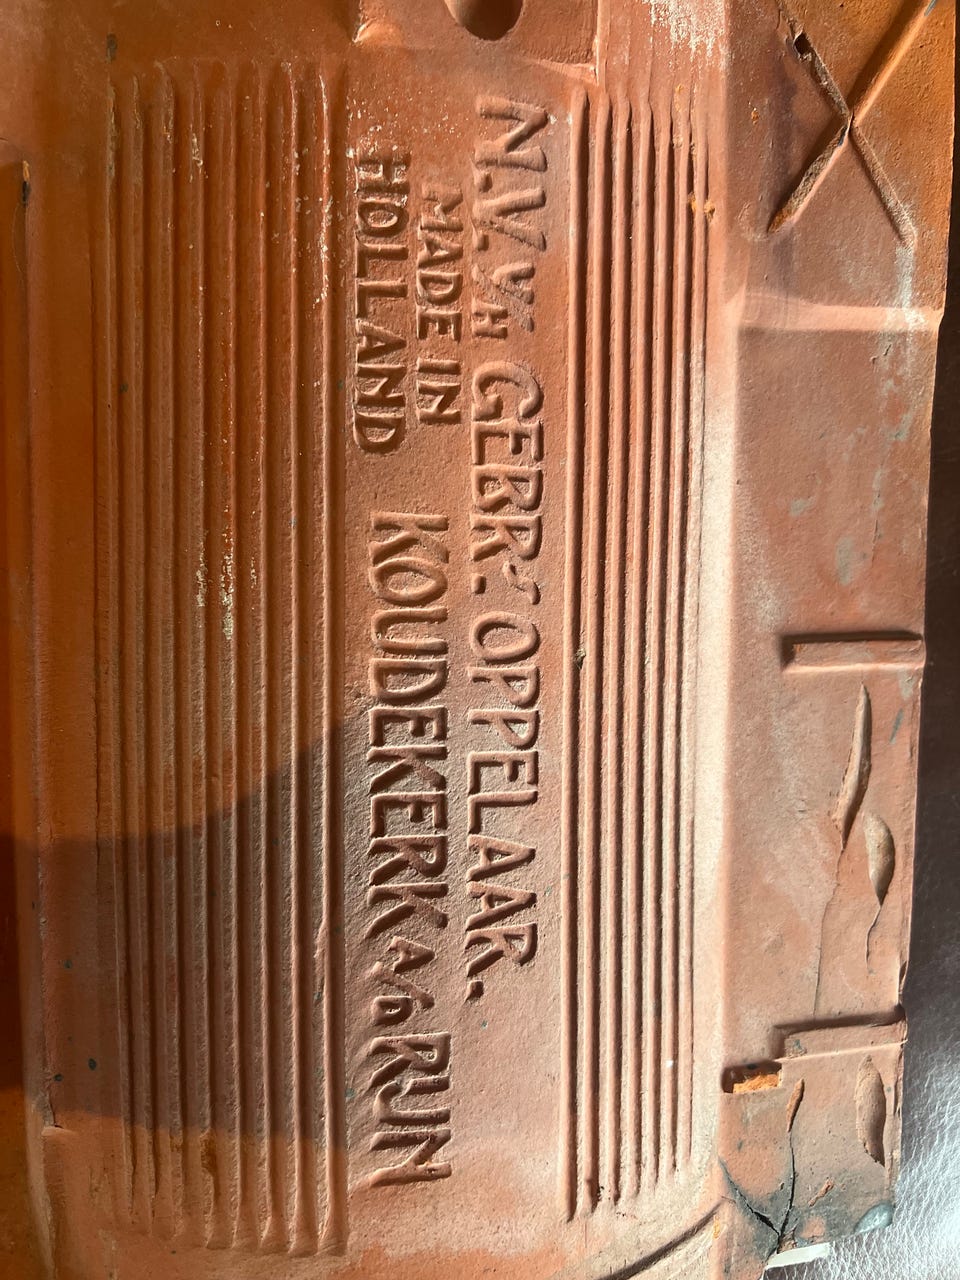 N.V. V/H GEBR: OPPELAAR.
MADE IN
HOLLAND
KOUDEKERK A/D RIJN